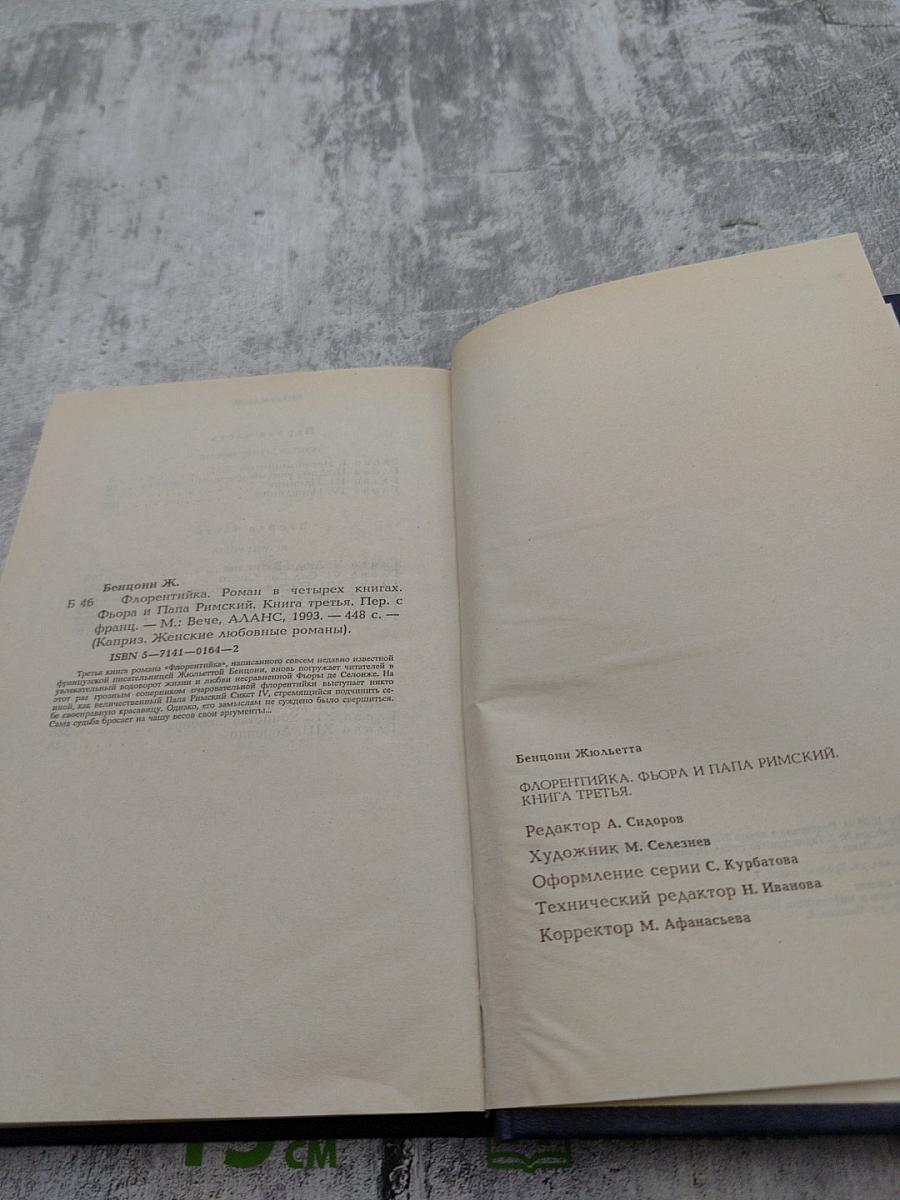 Бенцони Ж.
Б 46 Флорентийка. Роман в четырех книгах.
Фьора и Папа Римский. Книга третья. Пер. с
франц. — М.: Вече, АЛАНС, 1993. — 448 с. —
(Каприз. Женские любовные романы).
ISBN 5—7141—0164—2
Третья книга романа «Флорентийка», написанного совсем недавно известной
французской писательницей Жюльеттой Бенцони, вновь погружает читателей в
увлекательный водоворот жизни и любви несравненной Фьоры де Селонже. На
этот раз грозным соперником очаровательной флорентийки выступает никто
иной, как величественный Папа Римский Сикст IV, стремящийся подчинить се-
бе своенравную красавицу. Однако, его замыслам не суждено было свершиться.
Сама судьба бросает на чашу весов свои аргументы...
Бенцони Жюльетта
ФЛОРЕНТИЙКА. ФЬОРА И ПАПА РИМСКИЙ.
КНИГА ТРЕТЬЯ.
Редактор А. Сидоров
Художник М. Селезнев
Оформление серии С. Курбатова
Технический редактор Н. Иванова
Корректор М. Афанасьева
15 СМ